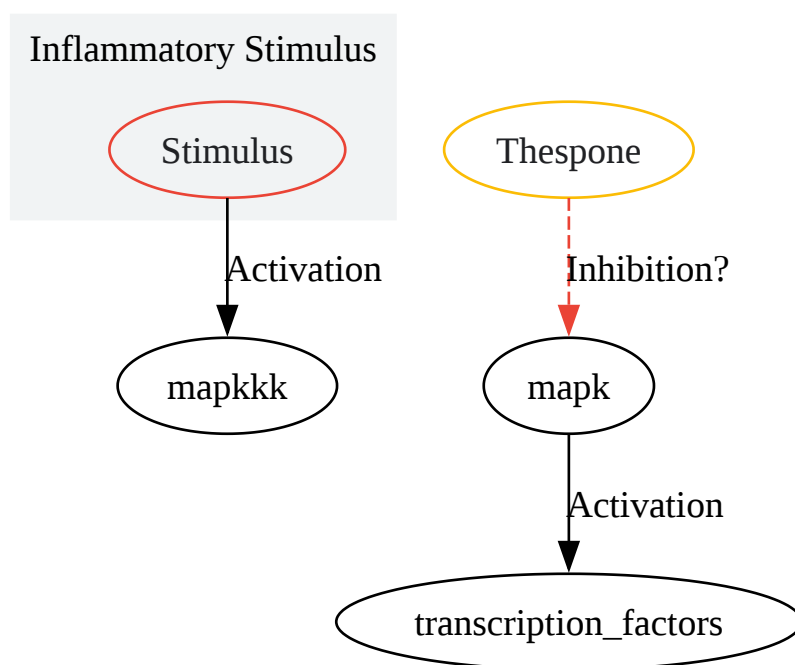 Inflammatory Stimulus
Stimulus
Thespone
Activation
Inhibition?
mapkkk
mapk
Activation
transcription_factors